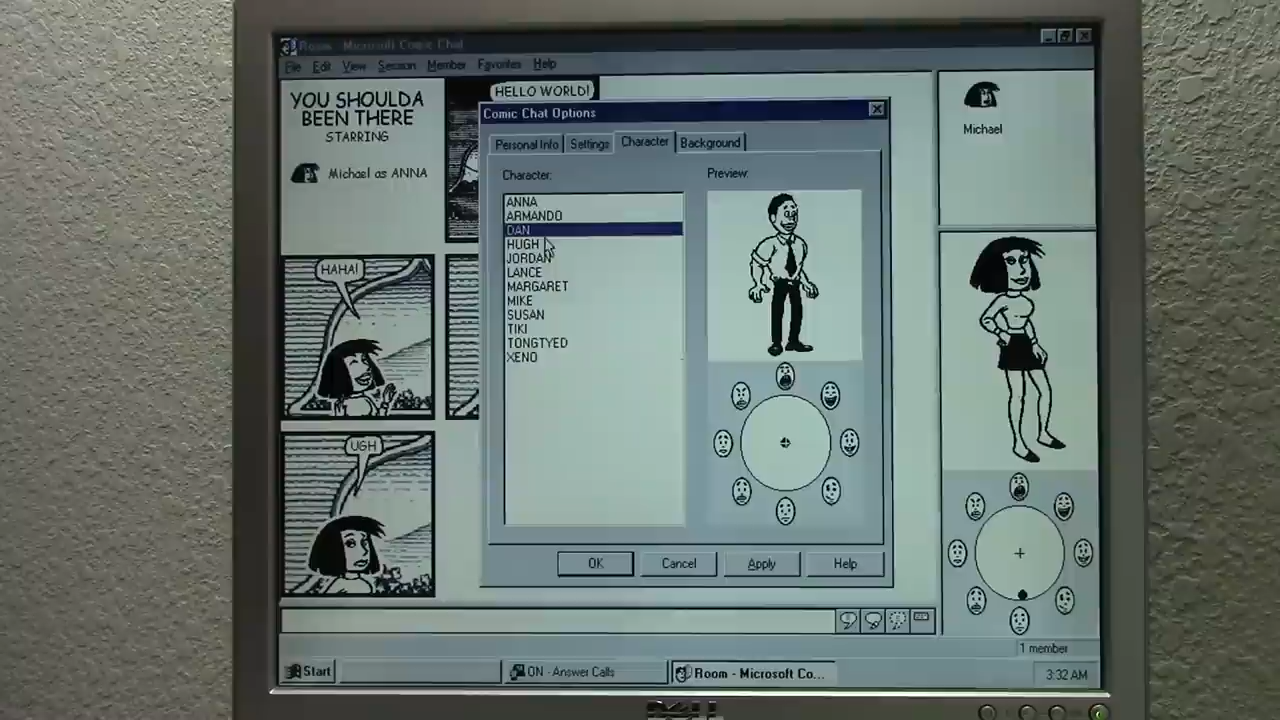 Room - Microsoft Comic Chat
File Edit View Session Member Favorites Help
YOU SHOULDA
BEEN THERE
STARRING
Michael as ANNA
HELLO WORLD!
HAHA!
UGH
Comic Chat Options
Personal Info Settings Character Background
Character:
ANNA
ARMANDO
DAN
HUGH
JORDAN
LANCE
MARGARET
MIKE
SUSAN
TIKI
TONGTYED
XENO
Preview:
OK Cancel Apply Help
Michael
1 member
Start ON - Answer Calls Room - Microsoft Co... 3:32 AM
DELL